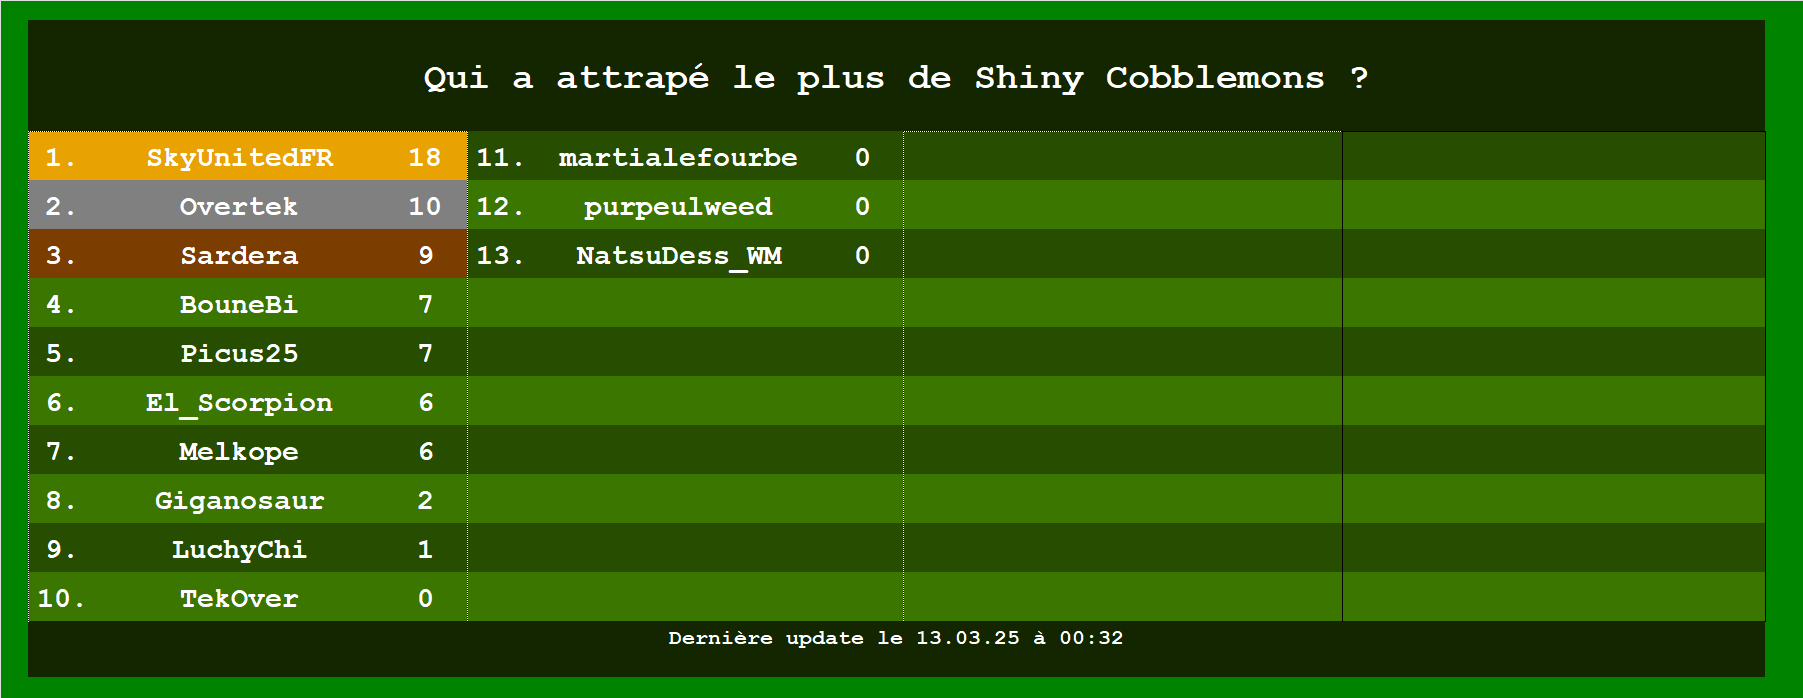 Qui a attrapé le plus de Shiny Cobblemons ?
1. SkyUnitedFR 18
2. Overtek 10
3. Sardera 9
4. BouneBi 7
5. Picus25 7
6. El_Scorpion 6
7. Melkope 6
8. Giganosaur 2
9. LuchyChi 1
10. TekOver 0
11. martialefourbe 0
12. purpeulweed 0
13. NatsuDess_WM 0
Dernière update le 13.03.25 à 00:32